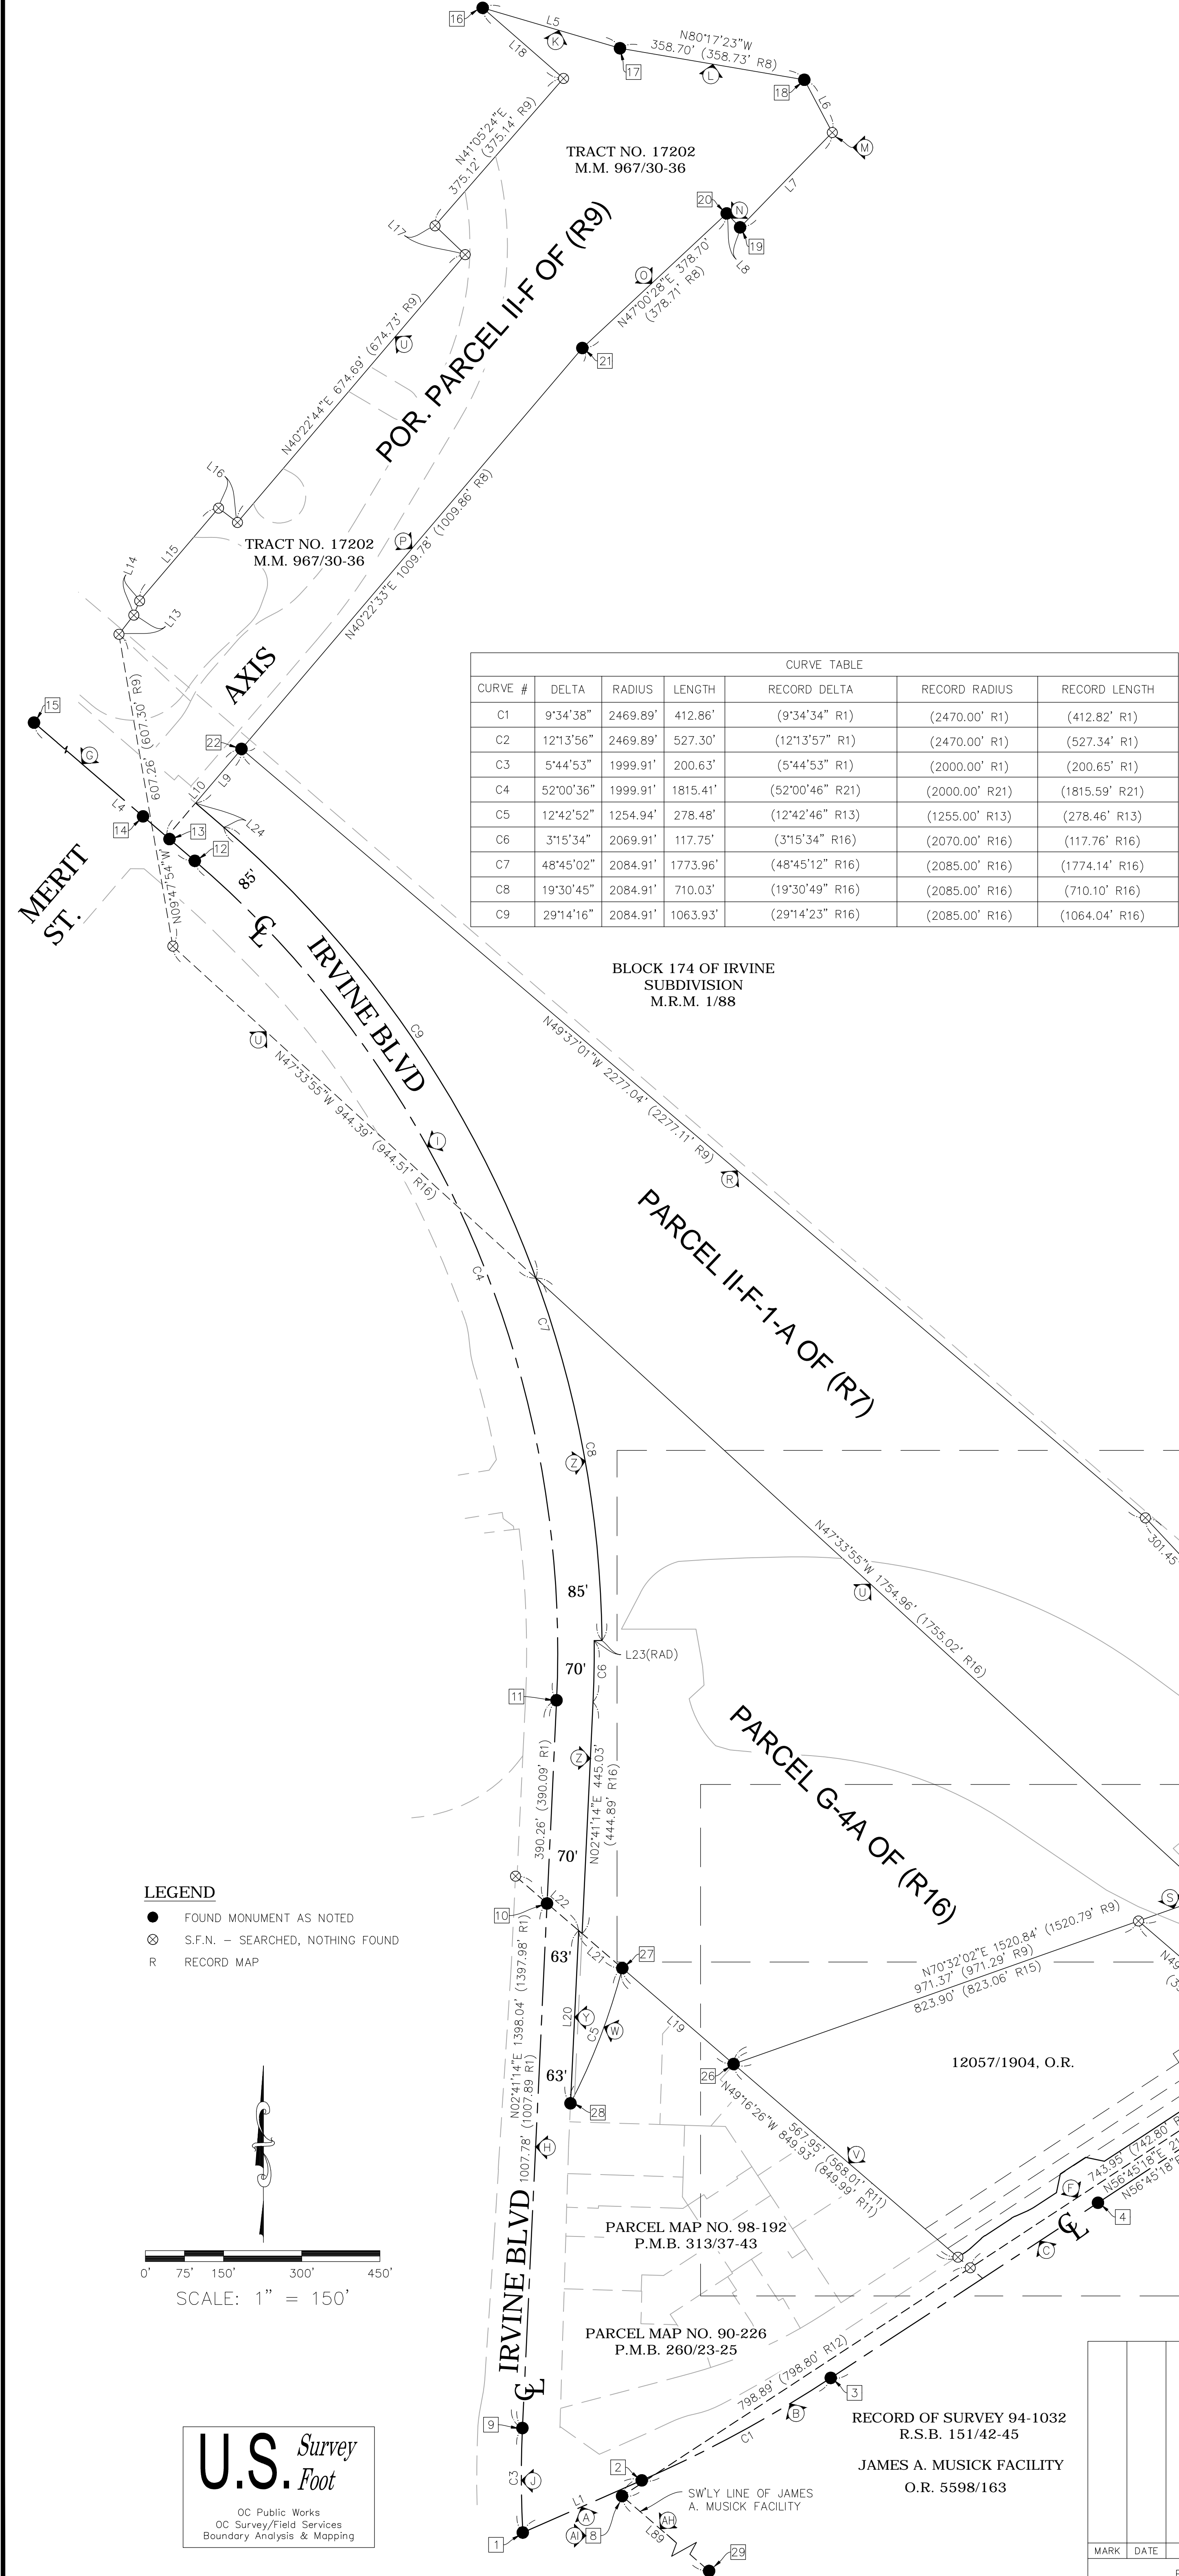 16
L5
K
L18
17
N80°17'23"W
358.70' (358.73' R8)
L
18
L6
M
N41°05'24"E
375.12' (375.14' R9)
TRACT NO. 17202
M.M. 967/30-36
L7
20
N
19
L8
L17
O
N47°00'28"E 378.70'
(378.71' R8)
POR. PARCEL II-F OF (R9)
U
N40°22'44"E 674.69' (674.73' R9)
21
L16
TRACT NO. 17202
M.M. 967/30-36
P
N40°22'33"E 1009.78' (1009.86' R8)
L15
L14
L13
AXIS
15
G
607.26' (607.30' R9)
N09°47'54"W
22
L10
L9
L4
14
13
L24
12
MERIT
ST.
85'
CL
IRVINE BLVD
C9
CURVE TABLE
CURVE # DELTA RADIUS LENGTH RECORD DELTA RECORD RADIUS RECORD LENGTH
C1 9°34'38" 2469.89' 412.86' (9°34'34" R1) (2470.00' R1) (412.82' R1)
C2 12°13'56" 2469.89' 527.30' (12°13'57" R1) (2470.00' R1) (527.34' R1)
C3 5°44'53" 1999.91' 200.63' (5°44'53" R1) (2000.00' R1) (200.65' R1)
C4 52°00'36" 1999.91' 1815.41' (52°00'46" R21) (2000.00' R21) (1815.59' R21)
C5 12°42'52" 1254.94' 278.48' (12°42'46" R13) (1255.00' R13) (278.46' R13)
C6 3°15'34" 2069.91' 117.75' (3°15'34" R16) (2070.00' R16) (117.76' R16)
C7 48°45'02" 2084.91' 1773.96' (48°45'12" R16) (2085.00' R16) (1774.14' R16)
C8 19°30'45" 2084.91' 710.03' (19°30'49" R16) (2085.00' R16) (710.10' R16)
C9 29°14'16" 2084.91' 1063.93' (29°14'23" R16) (2085.00' R16) (1064.04' R16)
BLOCK 174 OF IRVINE
SUBDIVISION
M.R.M. 1/88
U
N47°33'55"W 944.39' (944.51' R16)
I
N49°37'01"W 2277.04' (2277.11' R9)
R
PARCEL II-F-1-A OF (R7)
C4
C7
C8
Z
301.45
N47°33'55"W 1754.96' (1755.02' R16)
U
85'
L23(RAD)
70'
C6
11
Z
390.26' (390.09' R1)
N02°41'14"E 445.03'
(444.89' R16)
PARCEL G-4A OF (R16)
70'
LEGEND
FOUND MONUMENT AS NOTED
S.F.N. – SEARCHED, NOTHING FOUND
R RECORD MAP
L22
10
S
63'
L21
27
N70°32'02"E 1520.84' (1520.79' R9)
971.37' (971.29' R9)
823.90' (823.06' R15)
N49
L20
Y
C5
W
L19
12057/1904, O.R.
N02°41'14"E 1398.04' (1397.98' R1)
1007.78' (1007.89 R1)
26
63'
28
H
N49°16'26"W 849.93' (849.99' R11)
567.95' (568.01' R11)
V
743.95' (742.80' R
N56°45'18"E 21
N56°45'18"E
F
4
CL
C
0' 75' 150' 300' 450'
SCALE: 1" = 150'
IRVINE BLVD
PARCEL MAP NO. 98-192
P.M.B. 313/37-43
PARCEL MAP NO. 90-226
P.M.B. 260/23-25
CL
798.89' (798.80' R12)
3
B
C1
9
RECORD OF SURVEY 94-1032
R.S.B. 151/42-45
JAMES A. MUSICK FACILITY
O.R. 5598/163
U.S. Survey
Foot
OC Public Works
OC Survey/Field Services
Boundary Analysis & Mapping
C3
J
2
L1
SW'LY LINE OF JAMES
A. MUSICK FACILITY
A
1
AI
8
AH
L89
29
MARK DATE